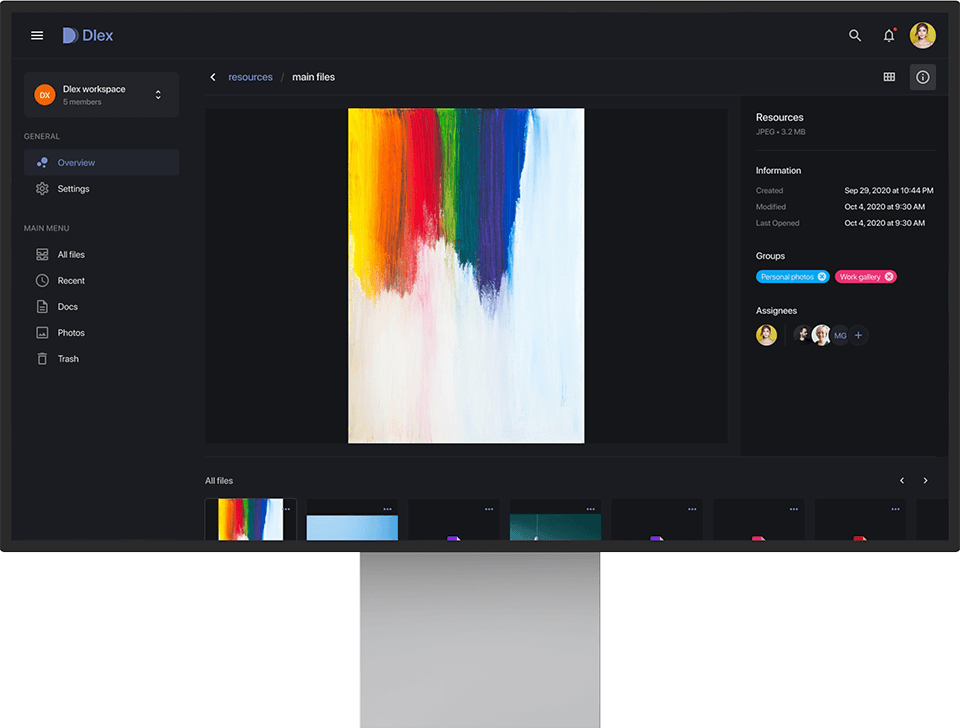 Dlex
DX
Dlex workspace
5 members
GENERAL
Overview
Settings
MAIN MENU
All files
Recent
Docs
Photos
Trash
resources / main files
Resources
JPEG • 3.2 MB
Information
Created Sep 29, 2020 at 10:44 PM
Modified Oct 4, 2020 at 9:30 AM
Last Opened Oct 4, 2020 at 9:30 AM
Groups
Personal photos Work gallery
Assignees
MG +
All files